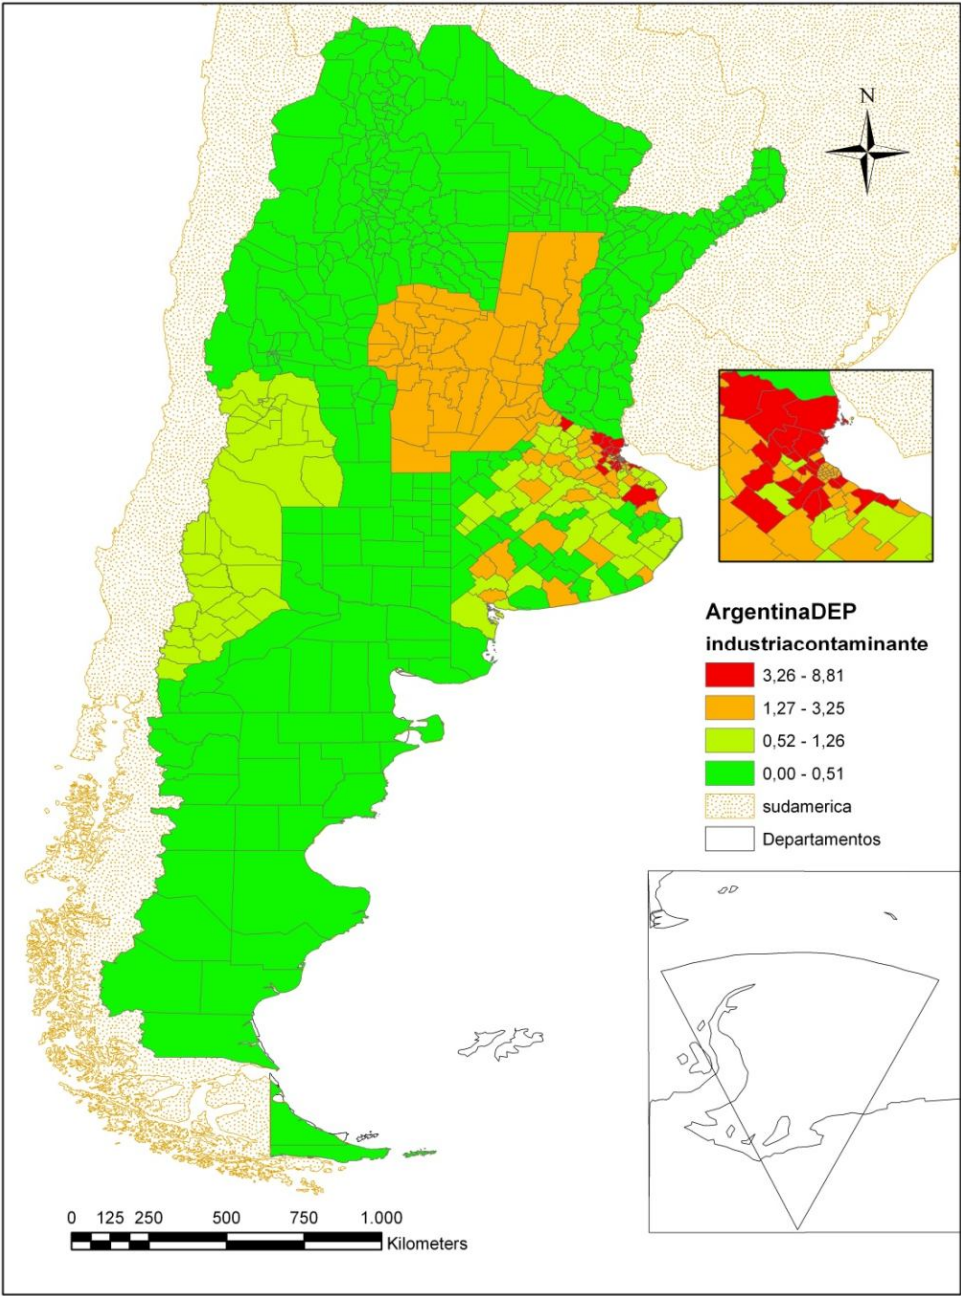 N
ArgentinaDEP
industriacontaminante
3,26 - 8,81
1,27 - 3,25
0,52 - 1,26
0,00 - 0,51
sudamerica
Departamentos
0 125 250 500 750 1.000
Kilometers